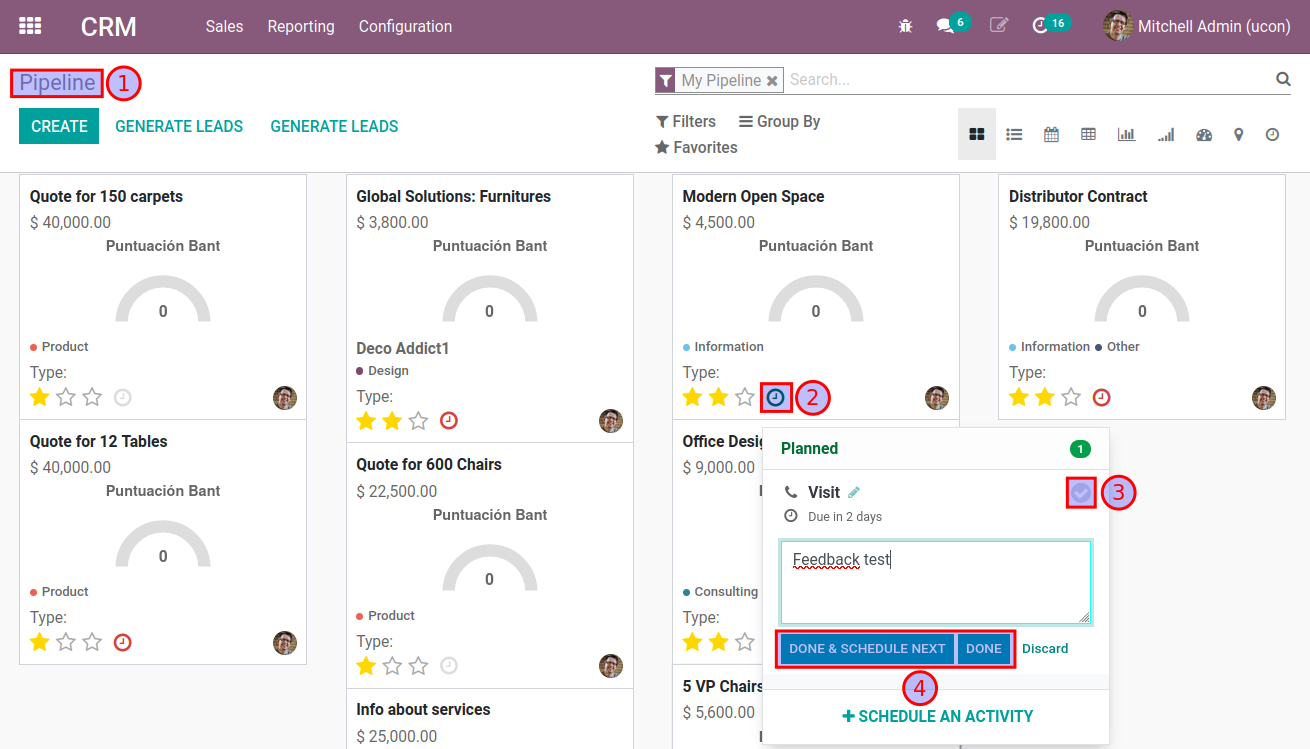 CRM Sales Reporting Configuration 6 16 Mitchell Admin (ucon)
Pipeline 1
My Pipeline Search...
CREATE GENERATE LEADS GENERATE LEADS
Filters Group By
Favorites
Quote for 150 carpets
$ 40,000.00
Puntuación Bant
0
Product
Type:
Quote for 12 Tables
$ 40,000.00
Puntuación Bant
0
Product
Type:
Global Solutions: Furnitures
$ 3,800.00
Puntuación Bant
0
Deco Addict1
Design
Type:
Quote for 600 Chairs
$ 22,500.00
Puntuación Bant
0
Product
Type:
Info about services
$ 25,000.00
Modern Open Space
$ 4,500.00
Puntuación Bant
0
Information
Type:
2
Office Desig
$ 9,000.00
Consulting
Type:
5 VP Chairs
$ 5,600.00
Distributor Contract
$ 19,800.00
Puntuación Bant
0
Information Other
Type:
Planned 1
Visit 3
Due in 2 days
Feedback test
DONE & SCHEDULE NEXT DONE Discard
4
SCHEDULE AN ACTIVITY